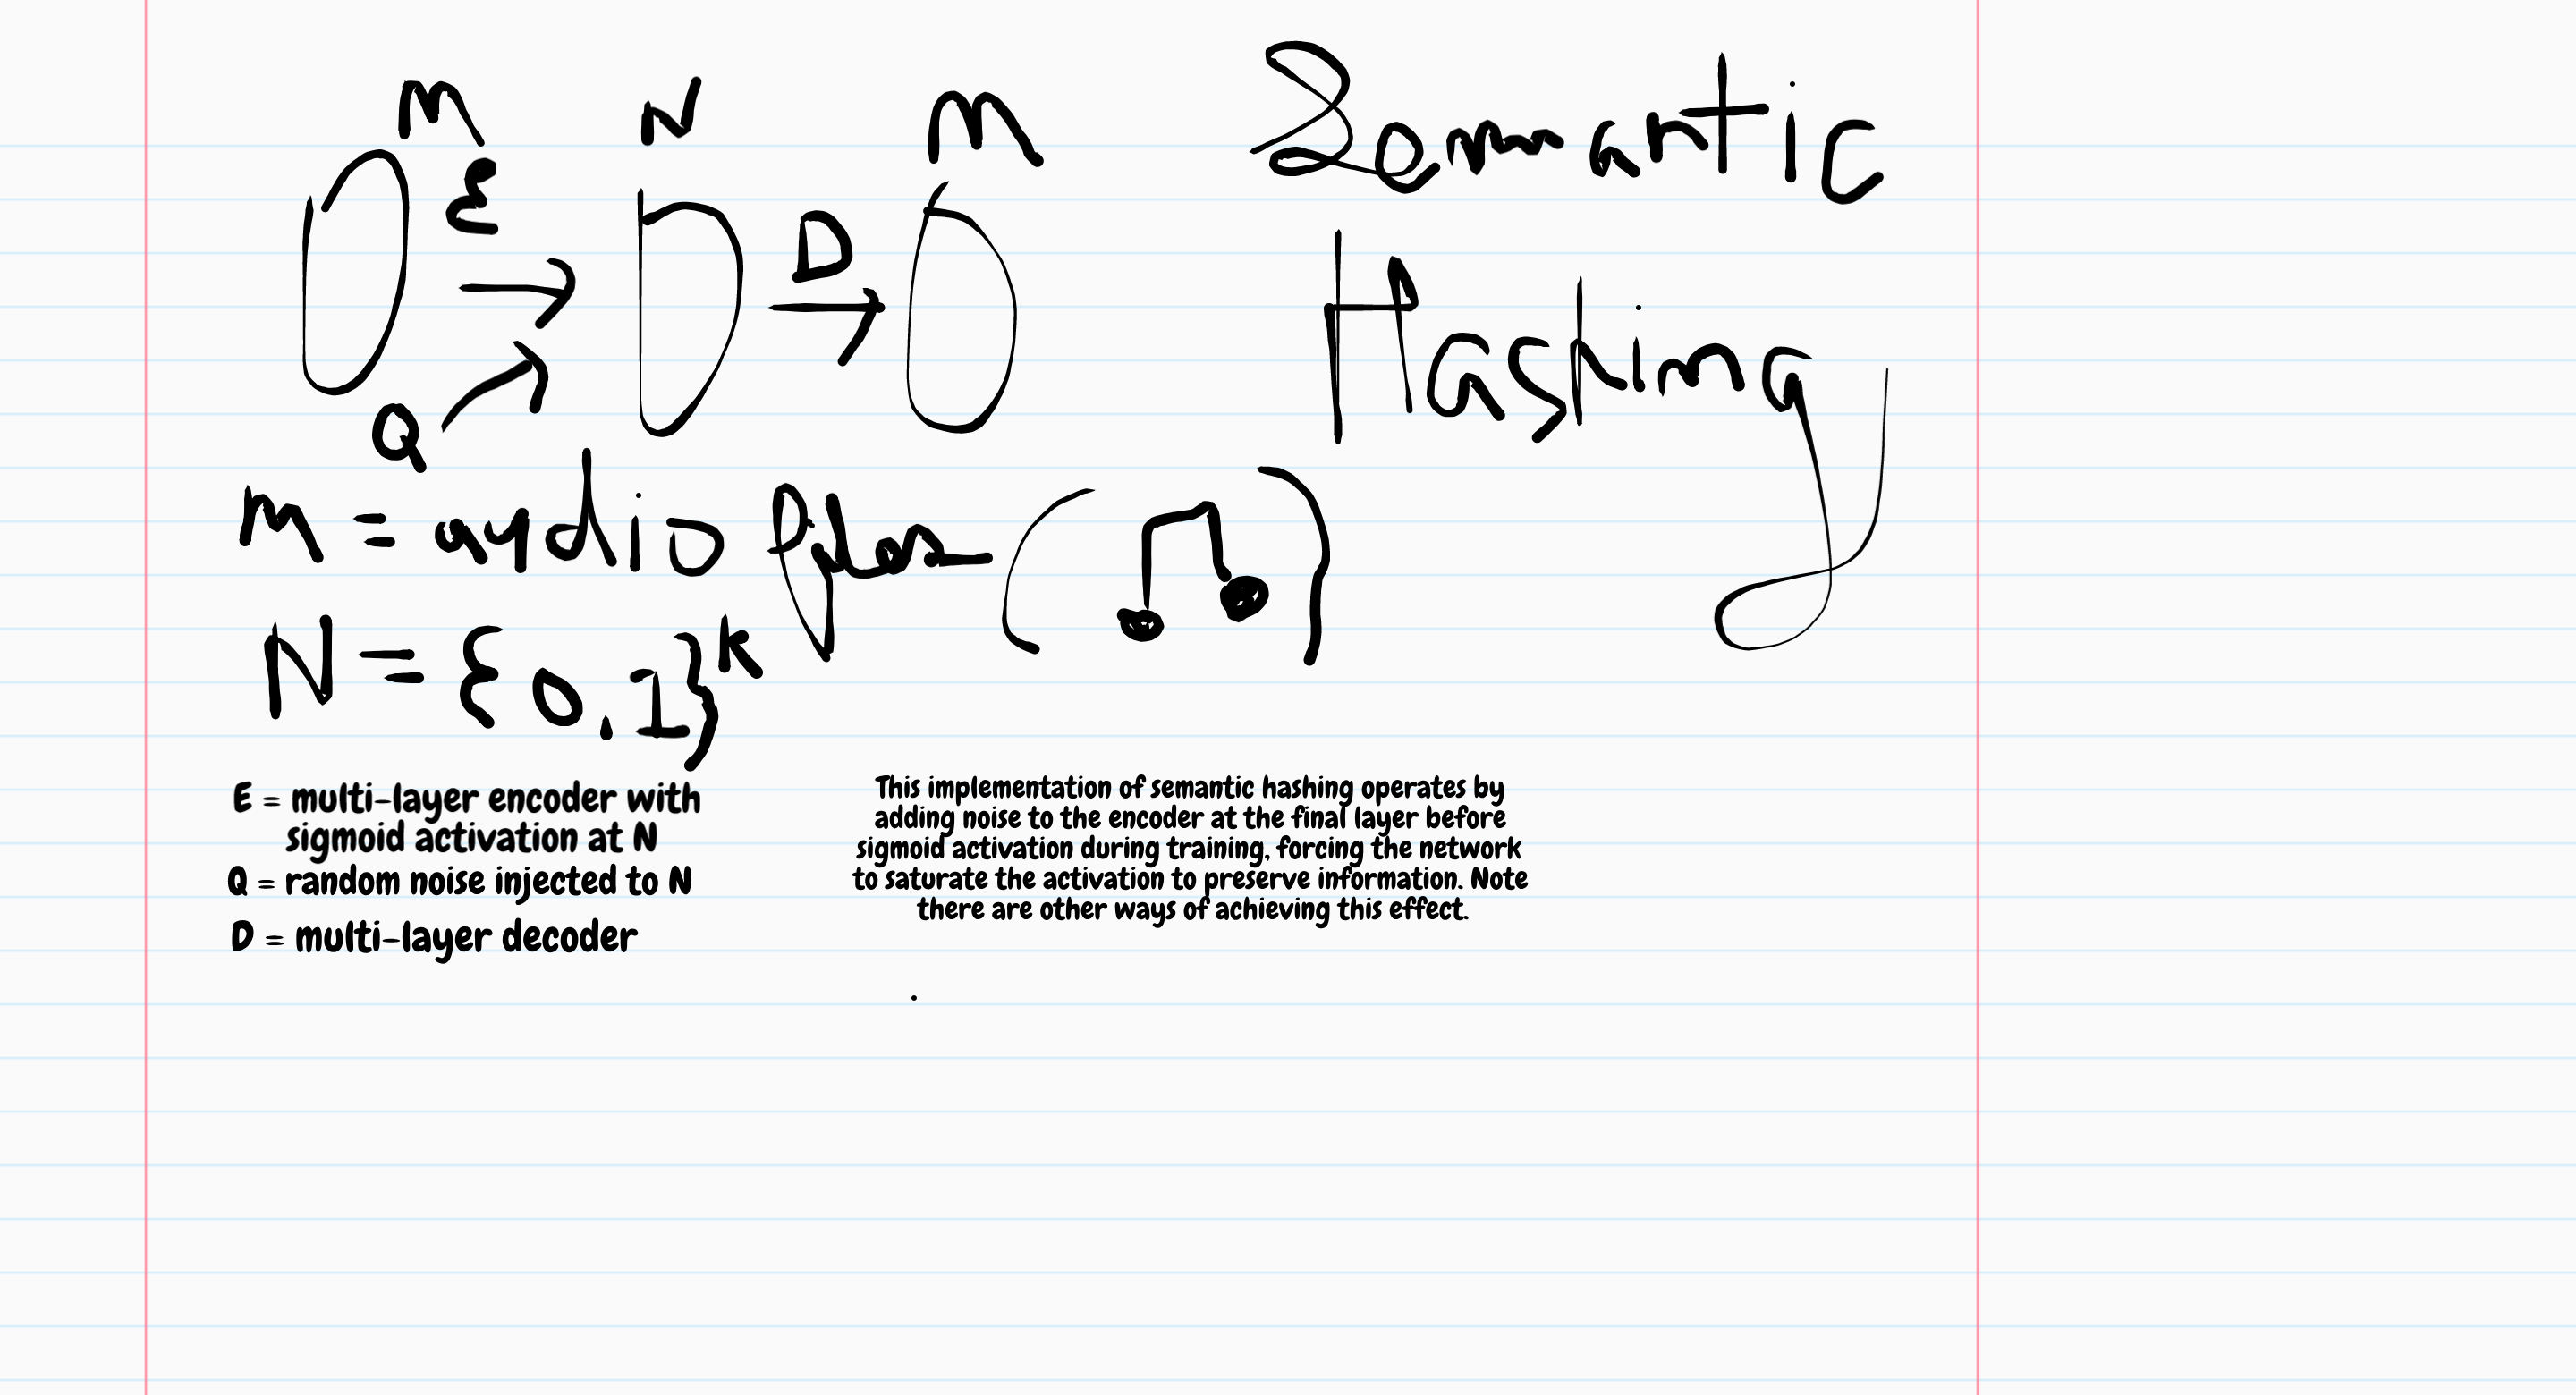 M N M
E D
Q
Semantic
Hashing
M = audio files
N = {0,1}^k
E = multi-layer encoder with
sigmoid activation at N
Q = random noise injected to N
D = multi-layer decoder
This implementation of semantic hashing operates by
adding noise to the encoder at the final layer before
sigmoid activation during training, forcing the network
to saturate the activation to preserve information. Note
there are other ways of achieving this effect.